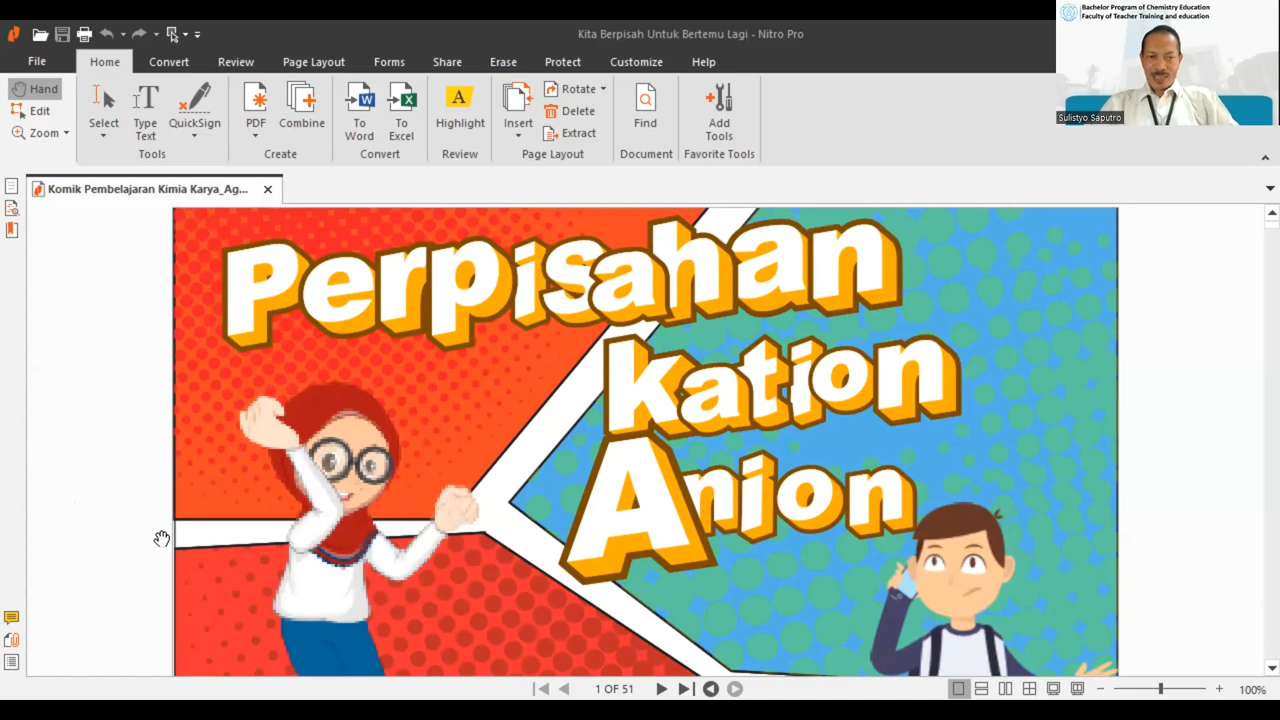 Bachelor Program of Chemistry Education
Faculty of Teacher Training and education
Kita Berpisah Untuk Bertemu Lagi - Nitro Pro
File Home Convert Review Page Layout Forms Share Erase Protect Customize Help
Hand
Edit
Zoom
Select
Type Text
QuickSign
Tools
PDF
Combine
Create
To Word
To Excel
Convert
Highlight
Review
Insert
Rotate
Delete
Extract
Page Layout
Find
Document
Add Tools
Favorite Tools
Sulistyo Saputro
Komik Pembelajaran Kimia Karya_Ag...
Perpisahan
kation
Anion
1 OF 51
100%